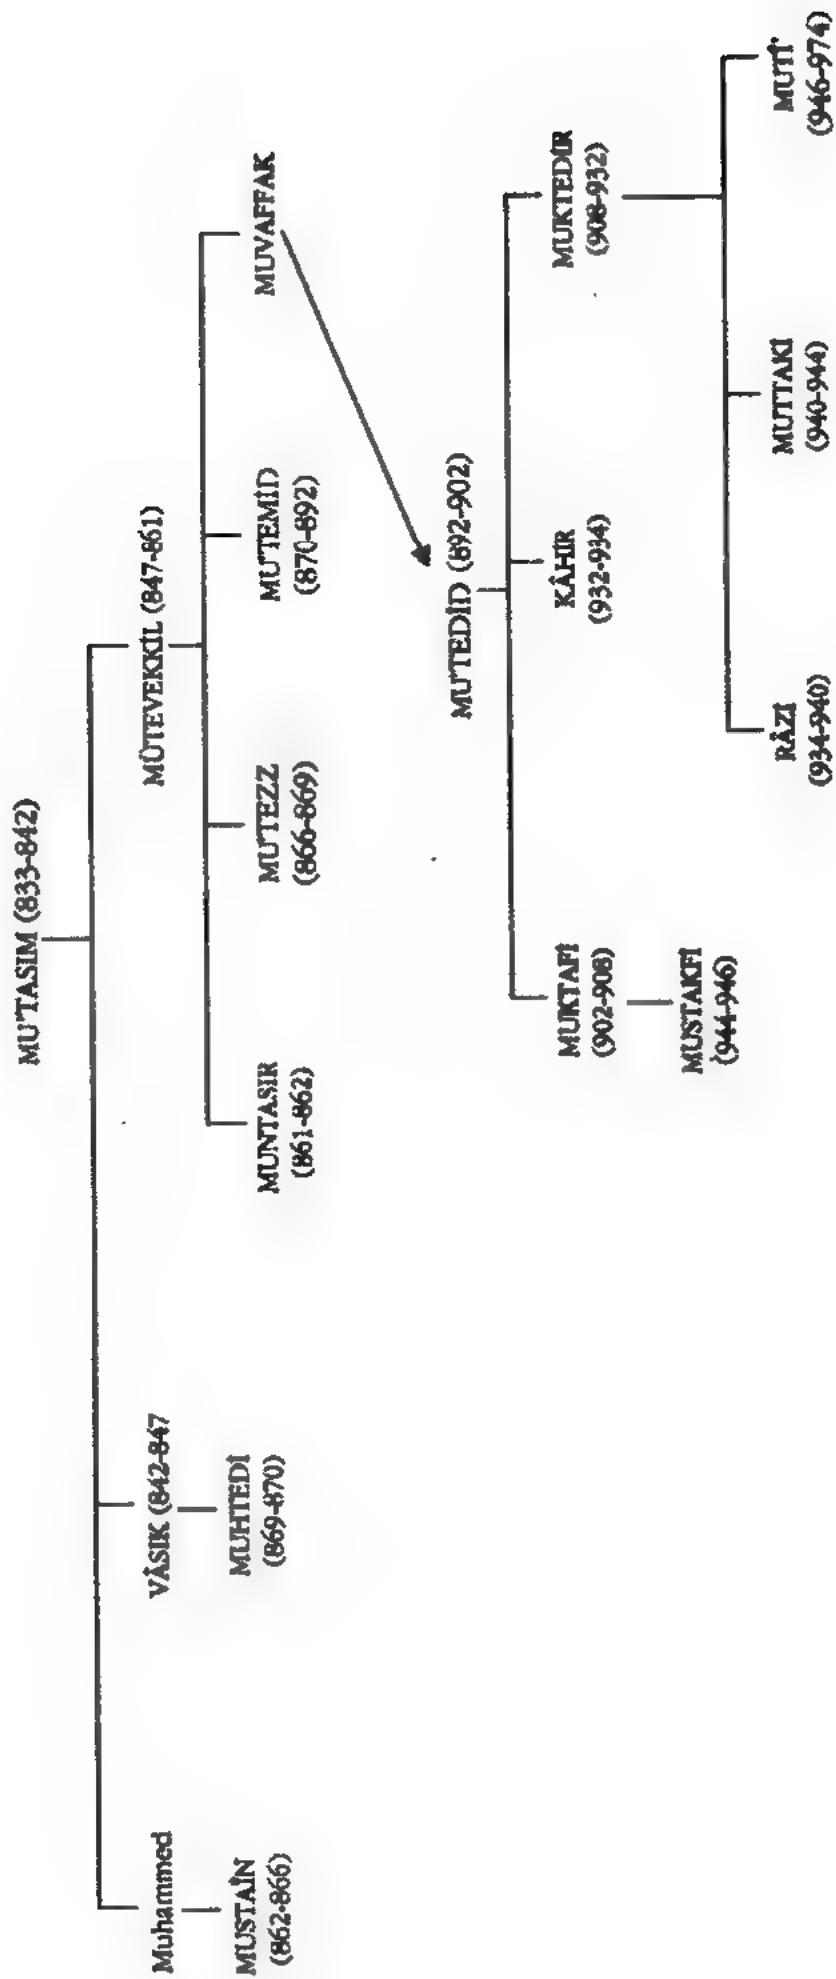 MU'TASIM (833-842)
Muhammed
VÂSIK (842-847
MÜTEVEKKİL (847-861)
MUSTAÎN
(862-866)
MUHTEDÎ
(869-870)
MUNTASIR
(861-862)
MU'TEZZ
(866-869)
MU'TEMİD
(870-892)
MUVAFFAK
MU'TEDİD (892-902)
MUKTAFÎ
(902-908)
KÂHİR
(932-934)
MUKTEDİR
(908-932)
MUSTAKFÎ
(944-946)
RÂZÎ
(934-940)
MUTTAKÎ
(940-944)
MUTÎ'
(946-974)